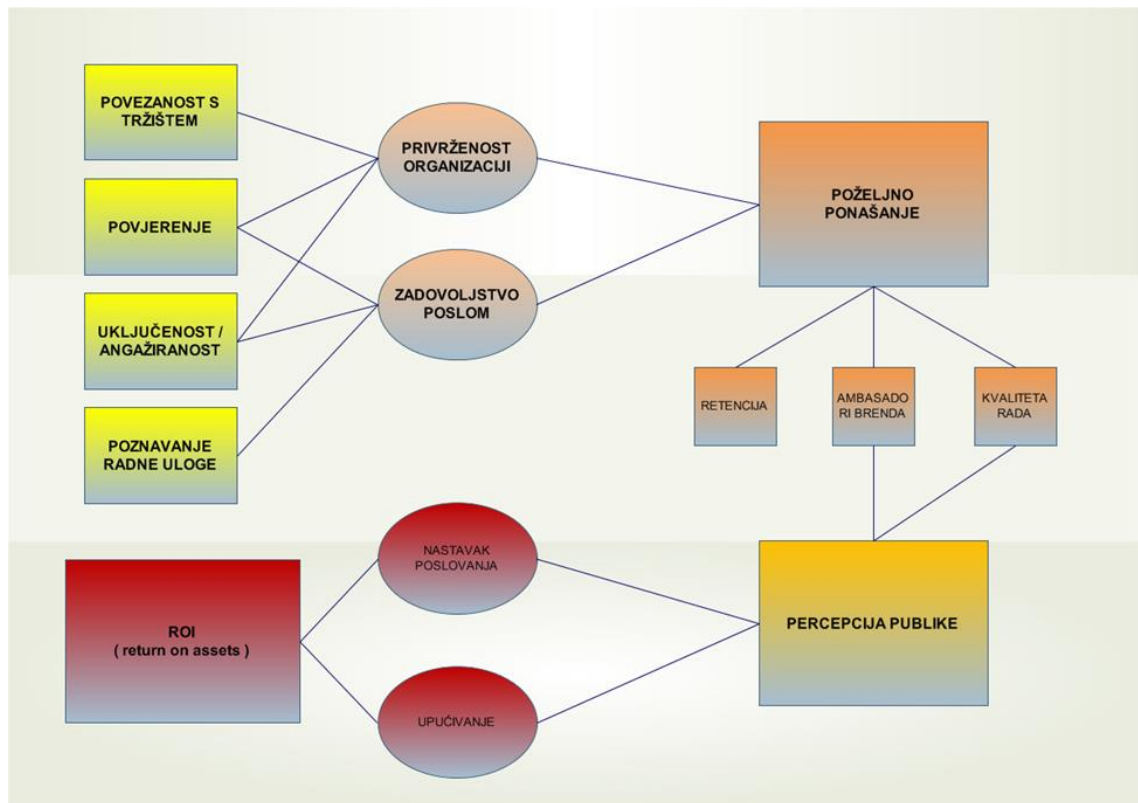 POVEZANOST S
TRŽIŠTEM
PRIVRŽENOST
ORGANIZACIJI
POŽELJNO
PONAŠANJE
POVJERENJE
ZADOVOLJSTVO
POSLOM
UKLJUČENOST /
ANGAŽIRANOST
RETENCIJA
AMBASADO
RI BRENDA
KVALITETA
RADA
POZNAVANJE
RADNE ULOGE
NASTAVAK
POSLOVANJA
ROI
( return on assets )
PERCEPCIJA PUBLIKE
UPUĆIVANJE